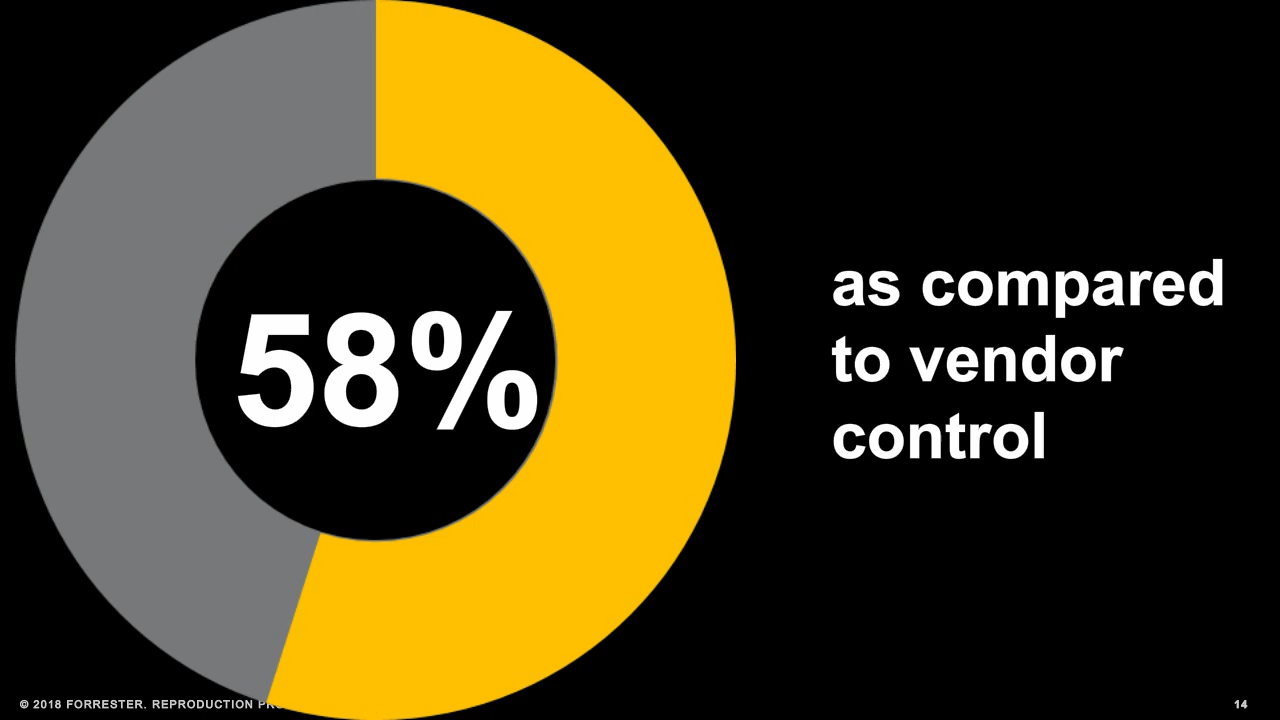 58%
as compared
to vendor
control
© 2018 FORRESTER. REPRODUCTION
14